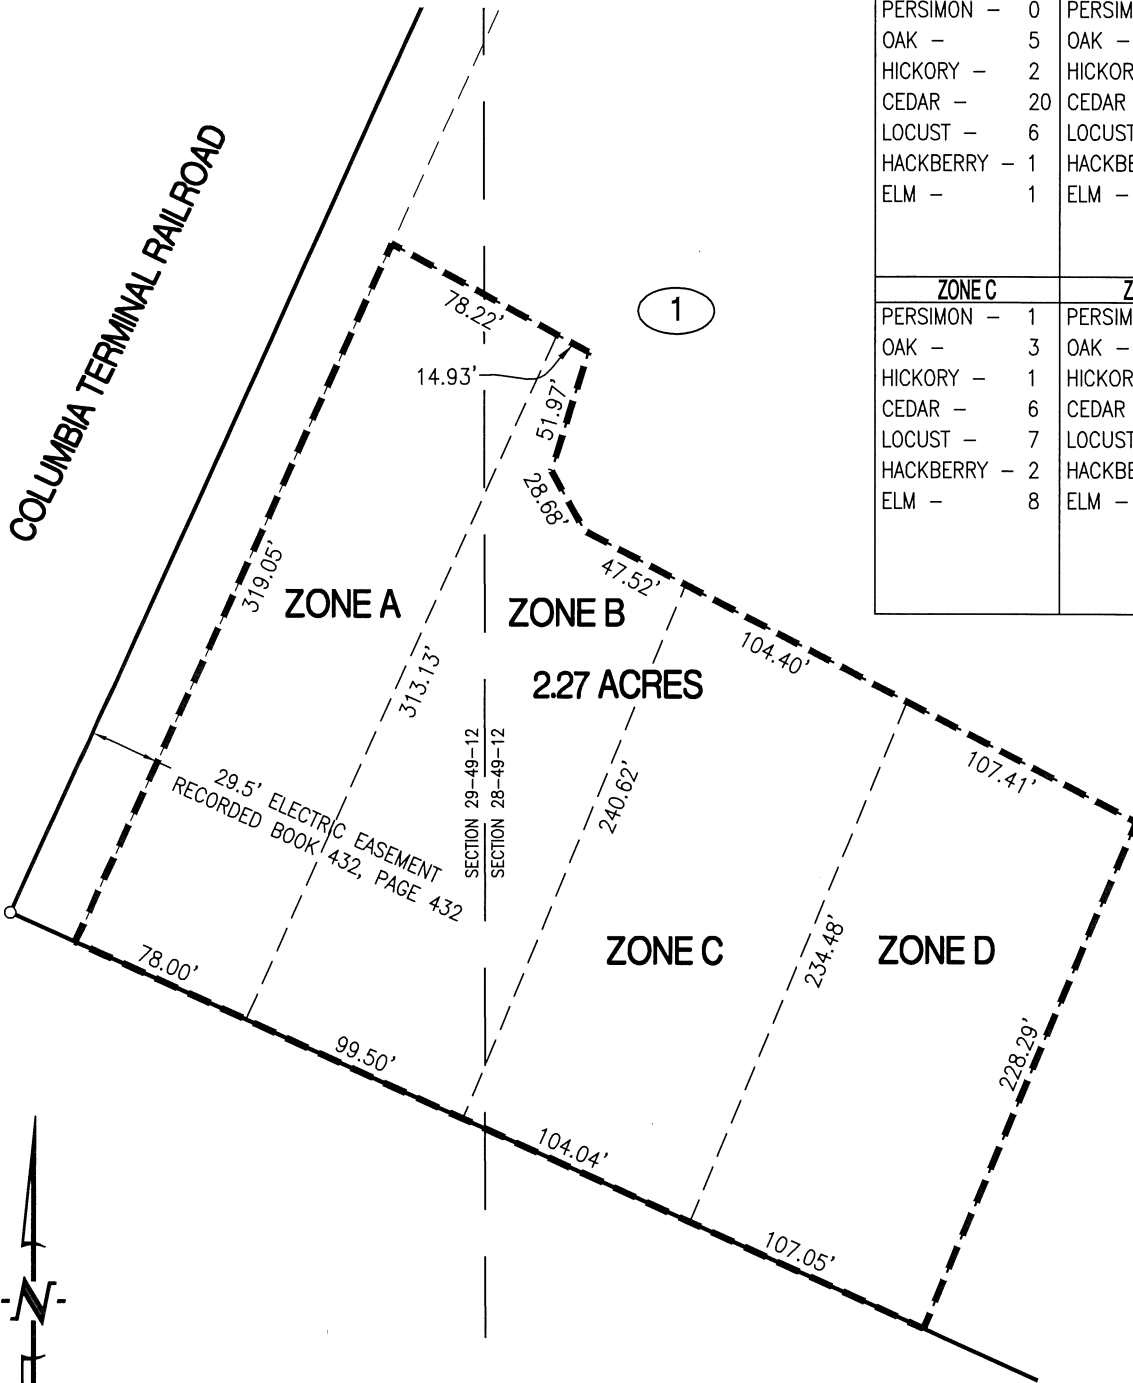 PERSIMON – 0 PERSIM
OAK – 5 OAK –
HICKORY – 2 HICKOR
CEDAR – 20 CEDAR
LOCUST – 6 LOCUST
HACKBERRY – 1 HACKBE
ELM – 1 ELM –
ZONE C Z
PERSIMON – 1 PERSIM
OAK – 3 OAK –
HICKORY – 1 HICKOR
CEDAR – 6 CEDAR
LOCUST – 7 LOCUST
HACKBERRY – 2 HACKBE
ELM – 8 ELM –
COLUMBIA TERMINAL RAILROAD
78.22'
1
14.93'
51.97'
28.68'
47.52'
319.05'
ZONE A
ZONE B
104.40'
313.13'
2.27 ACRES
SECTION 29-49-12
SECTION 28-49-12
240.62'
107.41'
29.5' ELECTRIC EASEMENT
RECORDED BOOK 432, PAGE 432
ZONE C
234.48'
ZONE D
78.00'
99.50'
228.29'
104.04'
107.05'
-N-